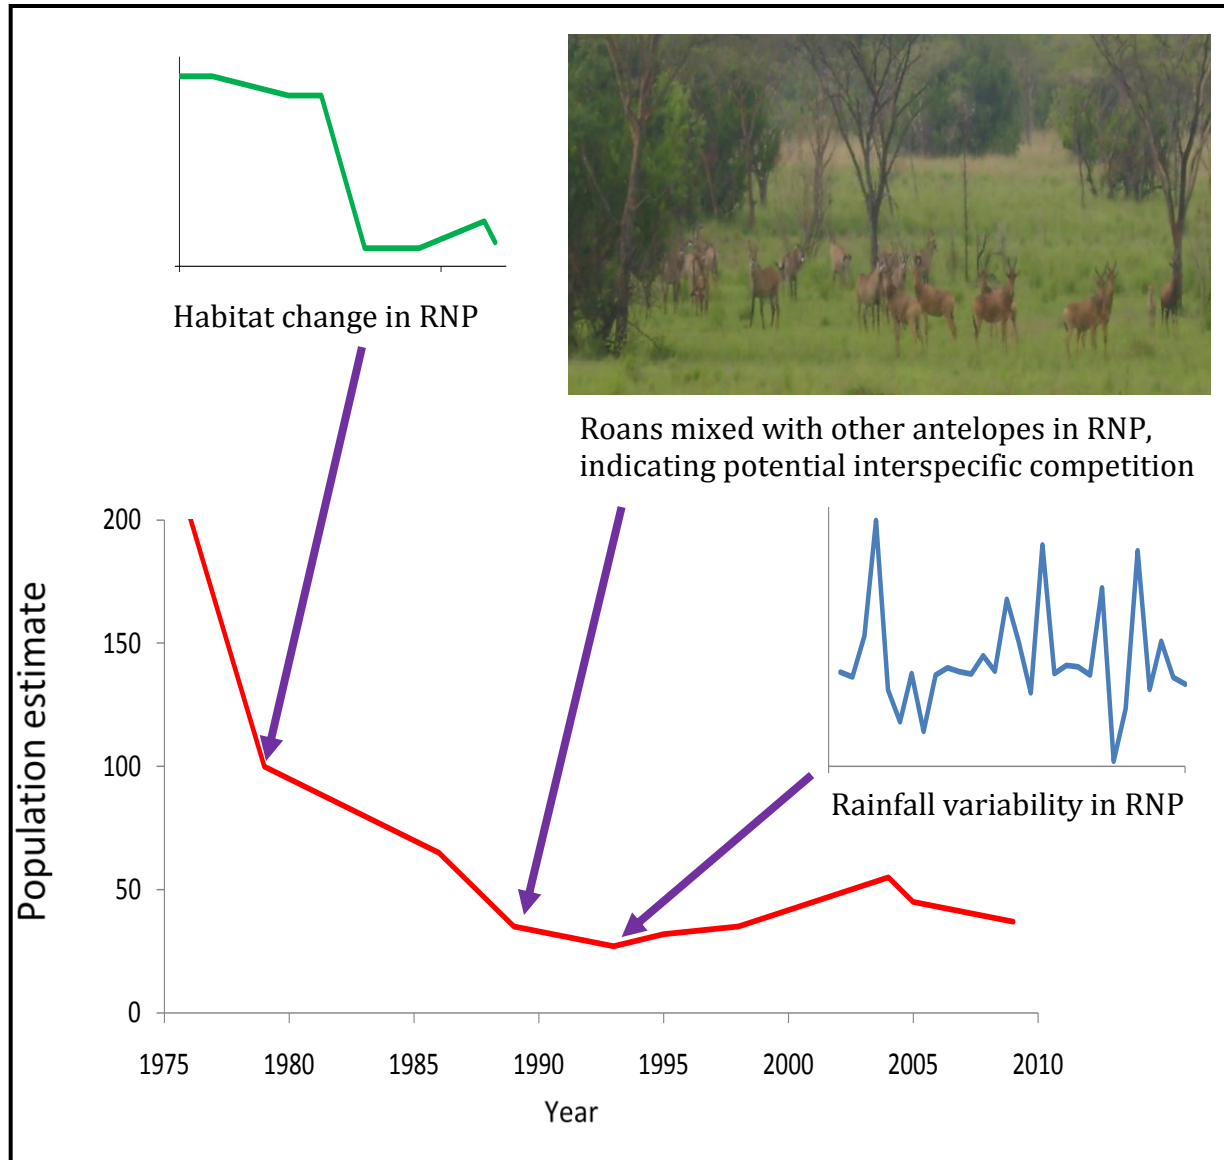 Habitat change in RNP
Roans mixed with other antelopes in RNP,
indicating potential interspecific competition
Rainfall variability in RNP
Population estimate
200
150
100
50
0
1975 1980 1985 1990 1995 2000 2005 2010
Year